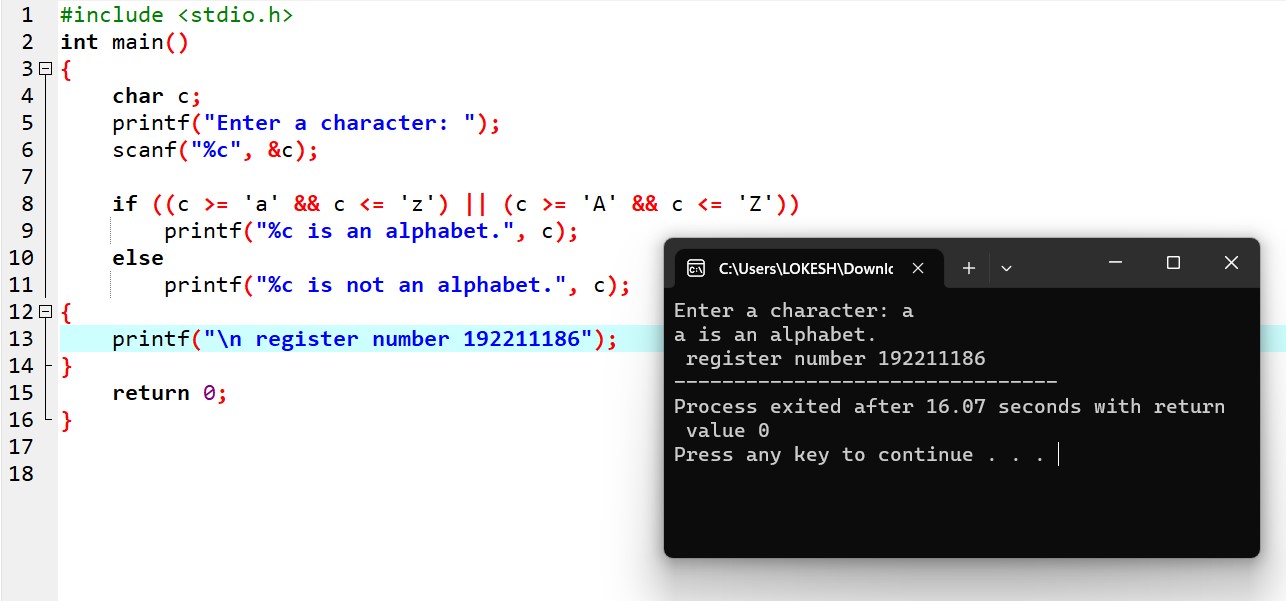 1 #include <stdio.h>
2 int main()
3 {
4     char c;
5     printf("Enter a character: ");
6     scanf("%c", &c);
7
8     if ((c >= 'a' && c <= 'z') || (c >= 'A' && c <= 'Z'))
9         printf("%c is an alphabet.", c);
10     else
11         printf("%c is not an alphabet.", c);
12 {
13     printf("\n register number 192211186");
14 }
15     return 0;
16 }
17
18
C:\Users\LOKESH\Downlc
Enter a character: a
a is an alphabet.
 register number 192211186
--------------------------------
Process exited after 16.07 seconds with return
 value 0
Press any key to continue . . .